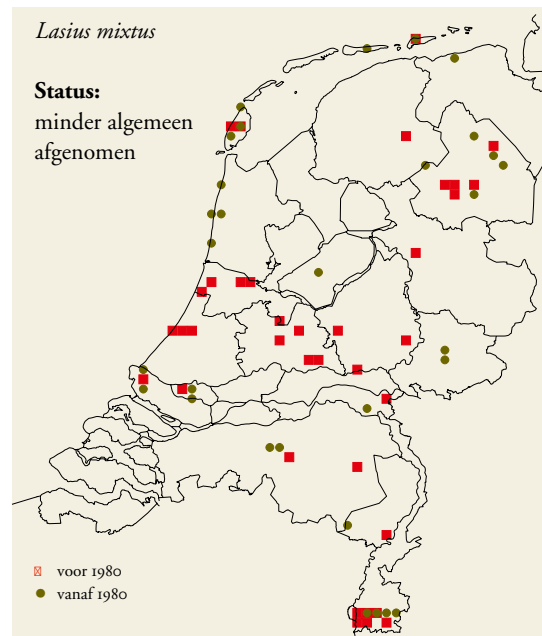 Lasius mixtus
Status:
minder algemeen
afgenomen
voor 1980
vanaf 1980